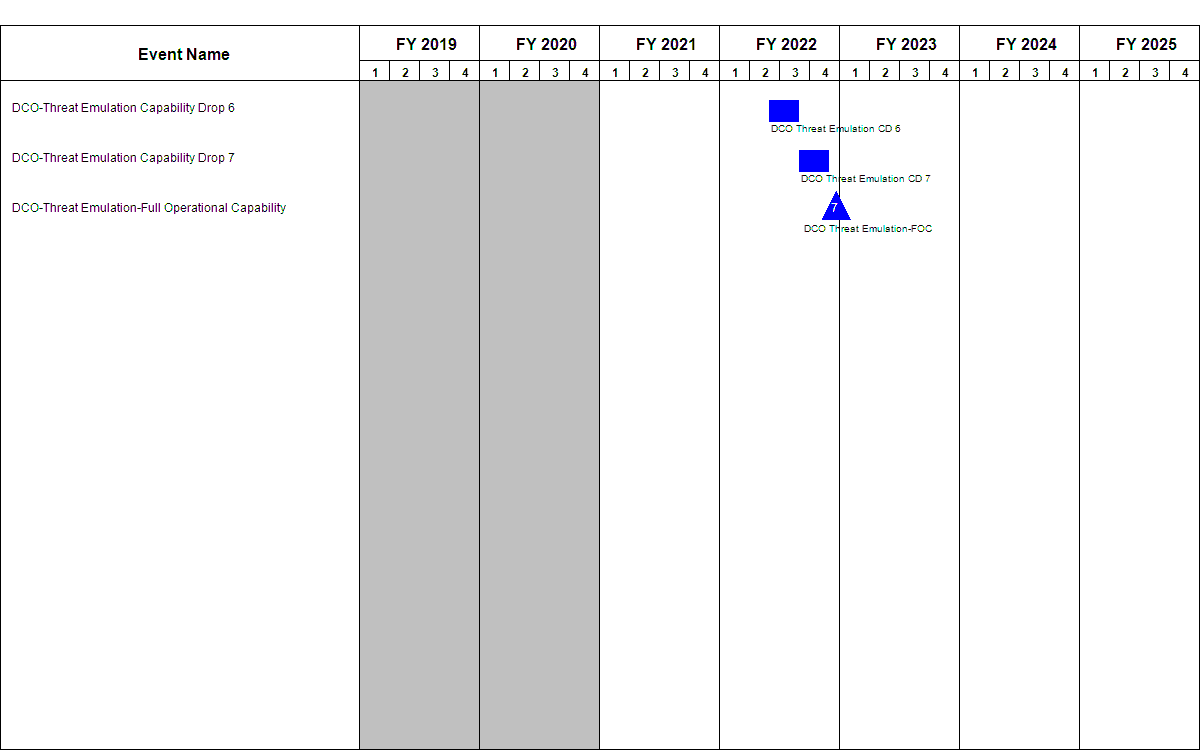 Event Name
FY 2019 FY 2020 FY 2021 FY 2022 FY 2023 FY 2024 FY 2025
1 2 3 4 1 2 3 4 1 2 3 4 1 2 3 4 1 2 3 4 1 2 3 4 1 2 3 4
DCO-Threat Emulation Capability Drop 6
DCO Threat Emulation CD 6
DCO-Threat Emulation Capability Drop 7
DCO Threat Emulation CD 7
DCO-Threat Emulation-Full Operational Capability
7
DCO Threat Emulation-FOC